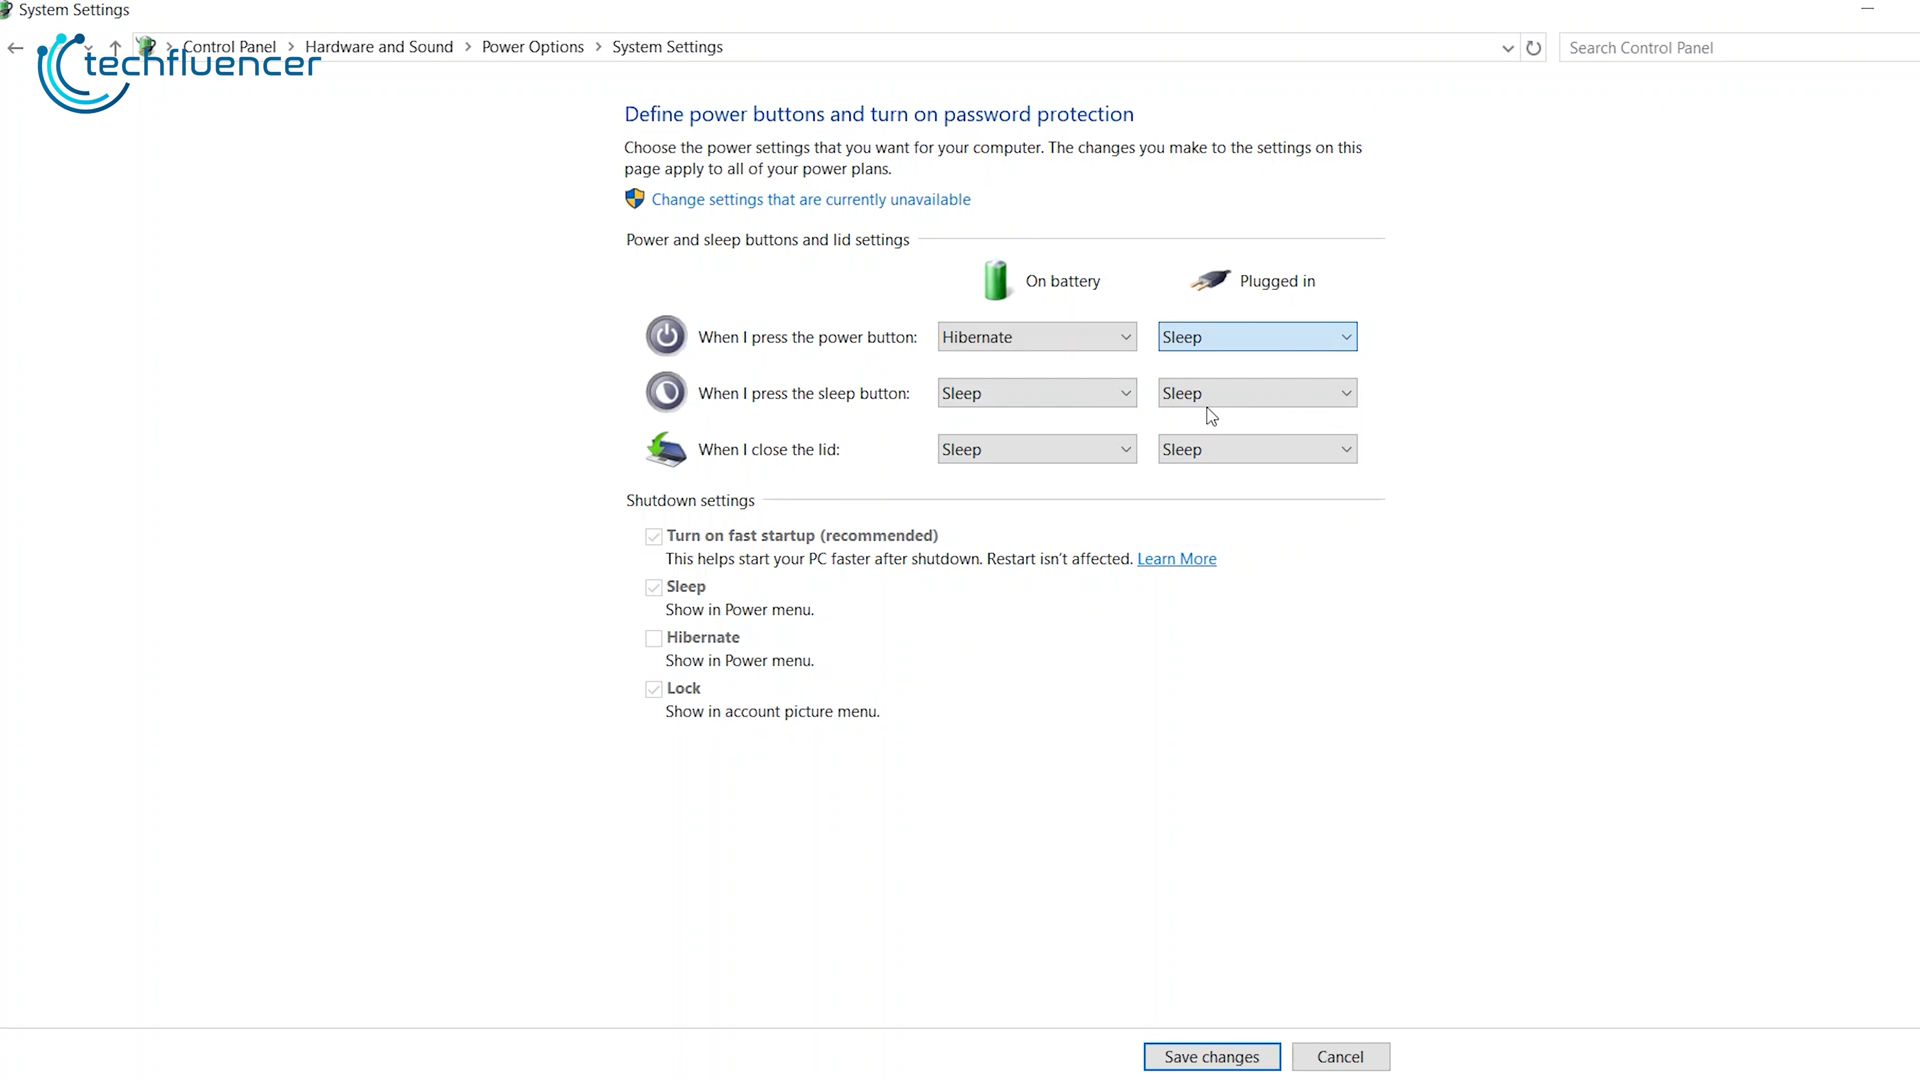 System Settings
Control Panel > Hardware and Sound > Power Options > System Settings
Search Control Panel
techfluencer
Define power buttons and turn on password protection
Choose the power settings that you want for your computer. The changes you make to the settings on this
page apply to all of your power plans.
Change settings that are currently unavailable
Power and sleep buttons and lid settings
On battery
Plugged in
When I press the power button: Hibernate Sleep
When I press the sleep button: Sleep Sleep
When I close the lid: Sleep Sleep
Shutdown settings
Turn on fast startup (recommended)
This helps start your PC faster after shutdown. Restart isn't affected. Learn More
Sleep
Show in Power menu.
Hibernate
Show in Power menu.
Lock
Show in account picture menu.
Save changes
Cancel